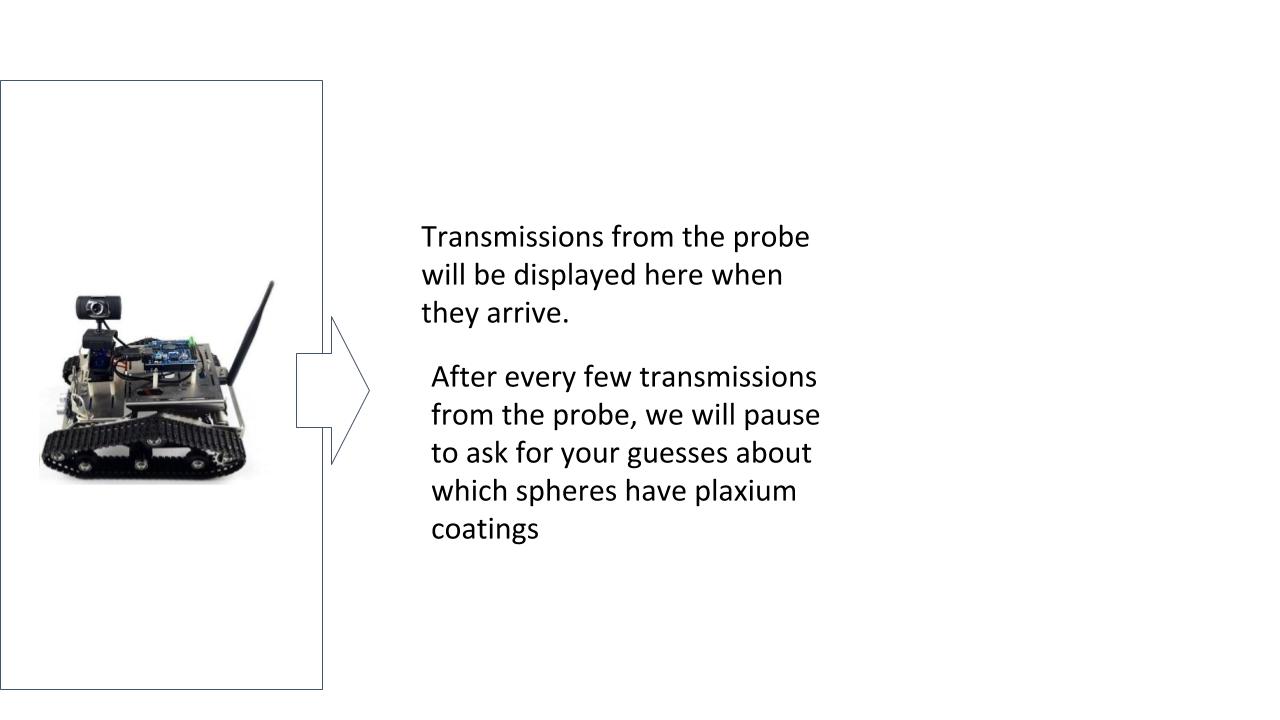 Transmissions from the probe
will be displayed here when
they arrive.
After every few transmissions
from the probe, we will pause
to ask for your guesses about
which spheres have plaxium
coatings